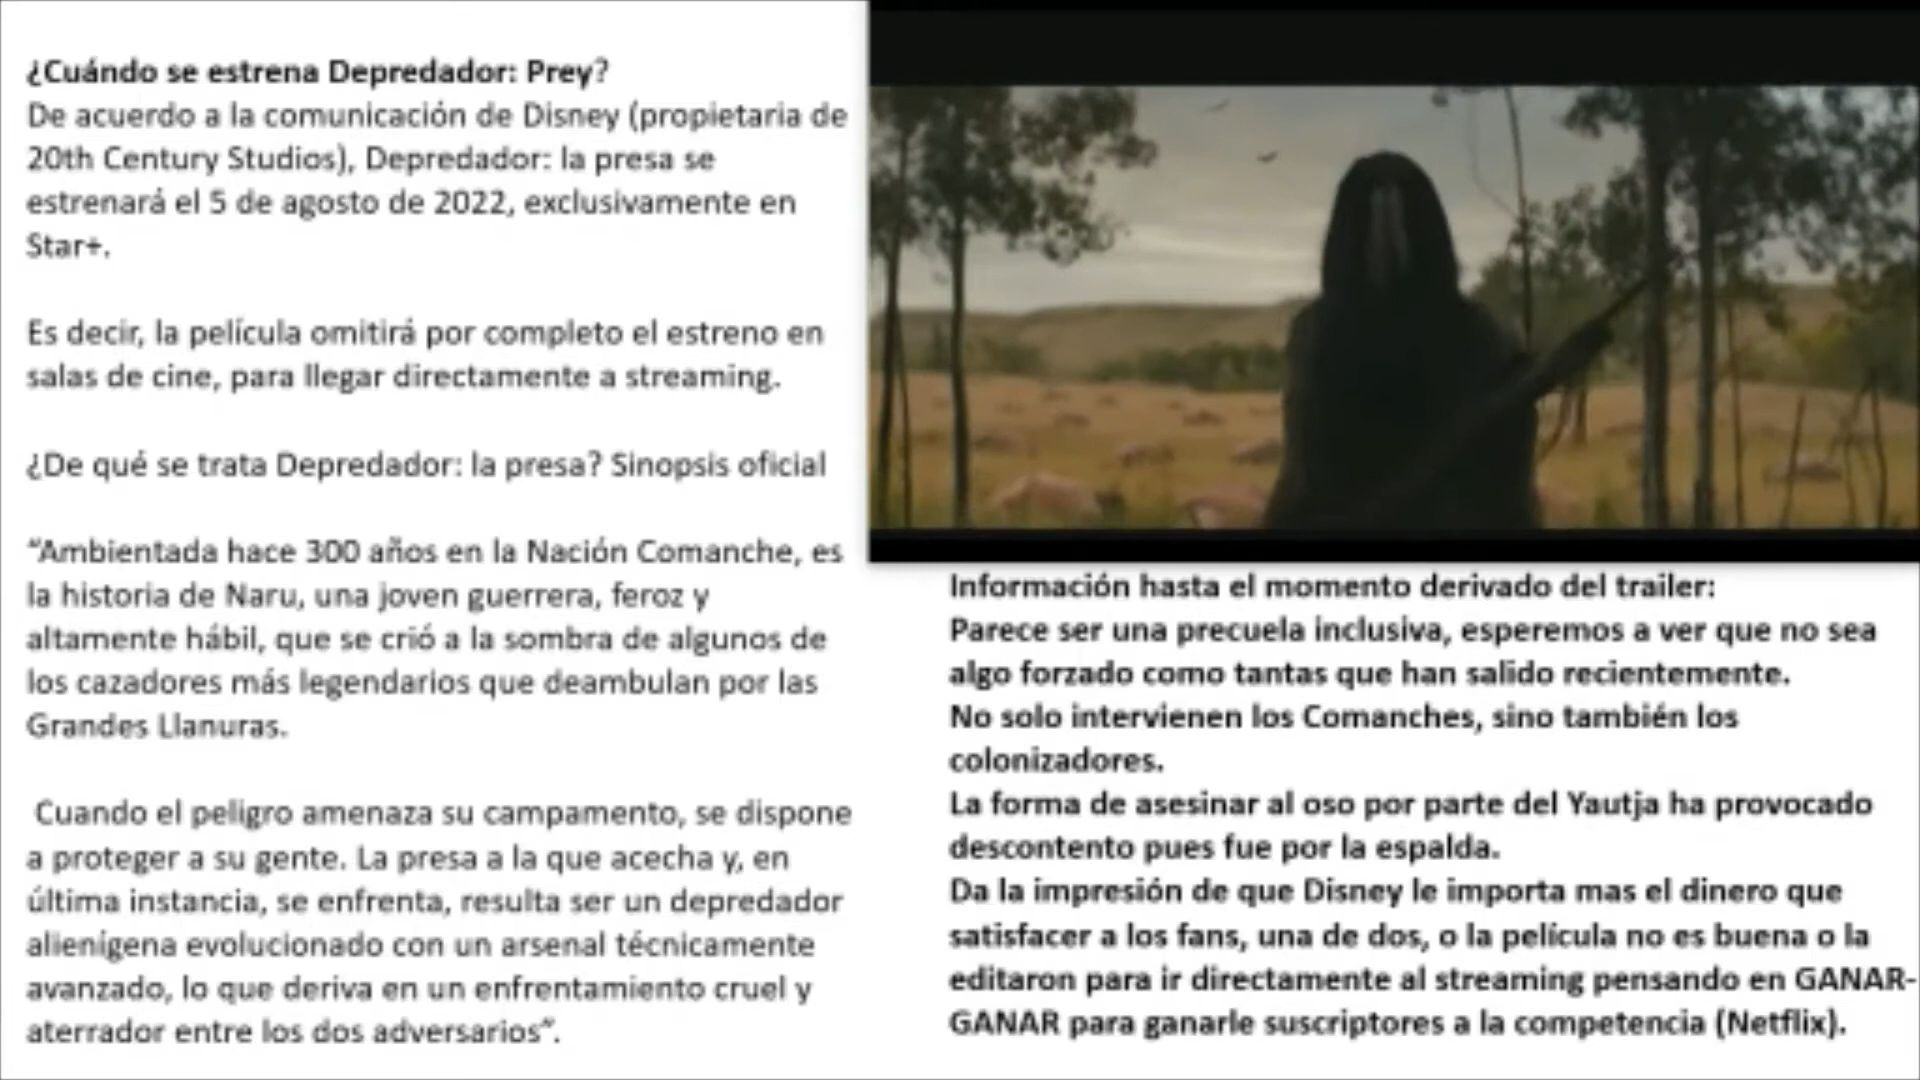 ¿Cuándo se estrena Depredador: Prey?
De acuerdo a la comunicación de Disney (propietaria de
20th Century Studios), Depredador: la presa se
estrenará el 5 de agosto de 2022, exclusivamente en
Star+.
Es decir, la película omitirá por completo el estreno en
salas de cine, para llegar directamente a streaming.
¿De qué se trata Depredador: la presa? Sinopsis oficial
“Ambientada hace 300 años en la Nación Comanche, es
la historia de Naru, una joven guerrera, feroz y
altamente hábil, que se crió a la sombra de algunos de
los cazadores más legendarios que deambulan por las
Grandes Llanuras.
Cuando el peligro amenaza su campamento, se dispone
a proteger a su gente. La presa a la que acecha y, en
última instancia, se enfrenta, resulta ser un depredador
alienígena evolucionado con un arsenal técnicamente
avanzado, lo que deriva en un enfrentamiento cruel y
aterrador entre los dos adversarios”.
Información hasta el momento derivado del trailer:
Parece ser una precuela inclusiva, esperemos a ver que no sea
algo forzado como tantas que han salido recientemente.
No solo intervienen los Comanches, sino también los
colonizadores.
La forma de asesinar al oso por parte del Yautja ha provocado
descontento pues fue por la espalda.
Da la impresión de que Disney le importa mas el dinero que
satisfacer a los fans, una de dos, o la película no es buena o la
editaron para ir directamente al streaming pensando en GANAR-
GANAR para ganarle suscriptores a la competencia (Netflix).